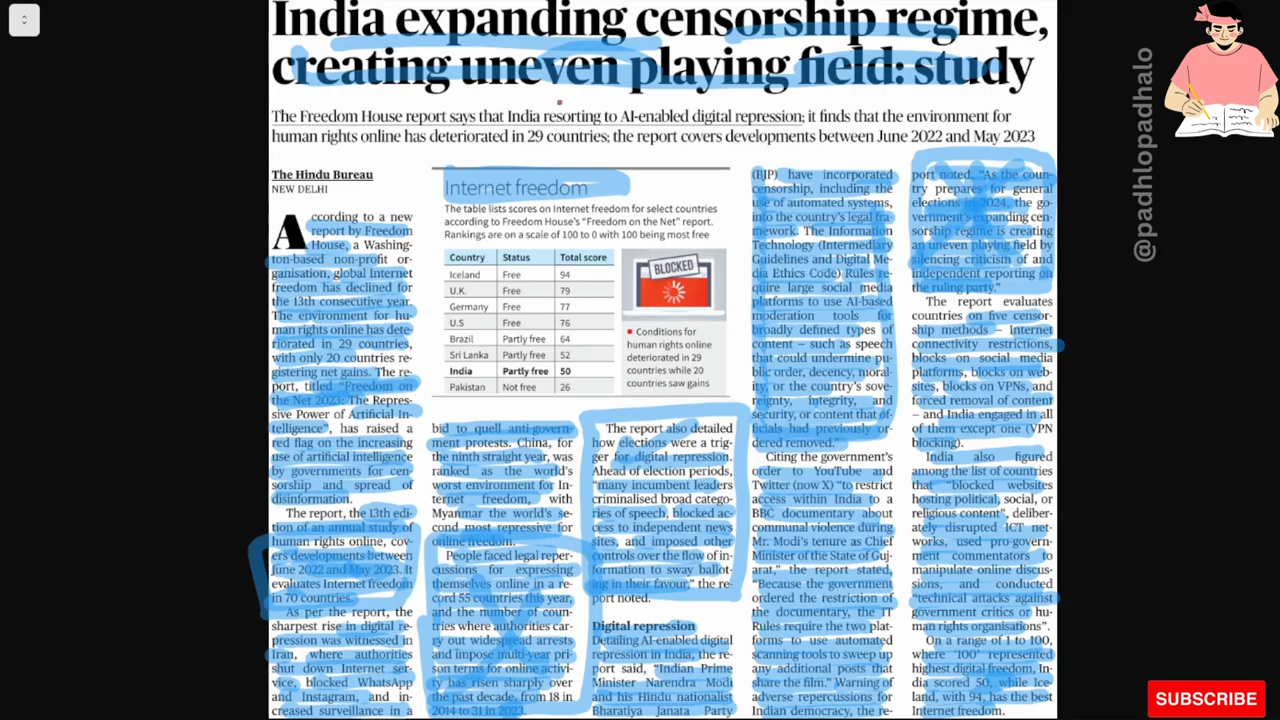 India expanding censorship regime,
creating uneven playing field: study
The Freedom House report says that India resorting to AI-enabled digital repression; it finds that the environment for
human rights online has deteriorated in 29 countries; the report covers developments between June 2022 and May 2023
The Hindu Bureau
NEW DELHI
According to a new
report by Freedom
House, a Washing-
ton-based non-profit or-
ganisation, global Internet
freedom has declined for
the 13th consecutive year.
The environment for hu-
man rights online has dete-
riorated in 29 countries,
with only 20 countries re-
gistering net gains. The re-
port, titled “Freedom on
the Net 2023: The Repres-
sive Power of Artificial In-
telligence”, has raised a
red flag on the increasing
use of artificial intelligence
by governments for cen-
sorship and spread of
disinformation.
The report, the 13th edi-
tion of an annual study of
human rights online, cov-
ers developments between
June 2022 and May 2023. It
evaluates Internet freedom
in 70 countries.
As per the report, the
sharpest rise in digital re-
pression was witnessed in
Iran, where authorities
shut down Internet ser-
vice, blocked WhatsApp
and Instagram, and in-
creased surveillance in a
Internet freedom
The table lists scores on Internet freedom for select countries
according to Freedom House's “Freedom on the Net” report.
Rankings are on a scale of 100 to 0 with 100 being most free
Country Status Total score
Iceland Free 94
U.K. Free 79
Germany Free 77
U.S Free 76
Brazil Partly free 64
Sri Lanka Partly free 52
India Partly free 50
Pakistan Not free 26
BLOCKED
Conditions for
human rights online
deteriorated in 29
countries while 20
countries saw gains
bid to quell anti-govern-
ment protests. China, for
the ninth straight year, was
ranked as the world's
worst environment for In-
ternet freedom, with
Myanmar the world's se-
cond most repressive for
online freedom.
People faced legal reper-
cussions for expressing
themselves online in a re-
cord 55 countries this year,
and the number of coun-
tries where authorities car-
ry out widespread arrests
and impose multi-year pri-
son terms for online activi-
ty has risen sharply over
the past decade, from 18 in
2014 to 31 in 2023.
The report also detailed
how elections were a trig-
ger for digital repression.
Ahead of election periods,
“many incumbent leaders
criminalised broad catego-
ries of speech, blocked ac-
cess to independent news
sites, and imposed other
controls over the flow of in-
formation to sway ballot-
ing in their favour,” the re-
port noted.
Digital repression
Detailing AI-enabled digital
repression in India, the re-
port said, “Indian Prime
Minister Narendra Modi
and his Hindu nationalist
Bharatiya Janata Party
(BJP) have incorporated
censorship, including the
use of automated systems,
into the country's legal fra-
mework. The Information
Technology (Intermediary
Guidelines and Digital Me-
dia Ethics Code) Rules re-
quire large social media
platforms to use AI-based
moderation tools for
broadly defined types of
content – such as speech
that could undermine pu-
blic order, decency, moral-
ity, or the country's sove-
reignty, integrity, and
security, or content that of-
ficials had previously or-
dered removed.”
Citing the government's
order to YouTube and
Twitter (now X) “to restrict
access within India to a
BBC documentary about
communal violence during
Mr. Modi's tenure as Chief
Minister of the State of Guj-
arat,” the report stated,
“Because the government
ordered the restriction of
the documentary, the IT
Rules require the two plat-
forms to use automated
scanning tools to sweep up
any additional posts that
share the film.” Warning of
adverse repercussions for
Indian democracy, the re-
port noted, “As the coun-
try prepares for general
elections in 2024, the go-
vernment's expanding cen-
sorship regime is creating
an uneven playing field by
silencing criticism of and
independent reporting on
the ruling party.”
The report evaluates
countries on five censor-
ship methods – Internet
connectivity restrictions,
blocks on social media
platforms, blocks on web-
sites, blocks on VPNs, and
forced removal of content
– and India engaged in all
of them except one (VPN
blocking).
India also figured
among the list of countries
that “blocked websites
hosting political, social, or
religious content”, deliber-
ately disrupted ICT net-
works, used pro-govern-
ment commentators to
manipulate online discus-
sions, and conducted
“technical attacks against
government critics or hu-
man rights organisations”.
On a range of 1 to 100,
where '100' represented
highest digital freedom, In-
dia scored 50, while Ice-
land, with 94, has the best
Internet freedom.
@padhlopadhalo
SUBSCRIBE